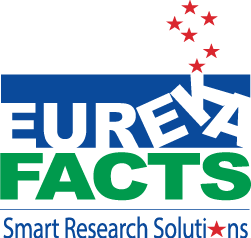 EUREKA
FACTS
Smart Research Solutions